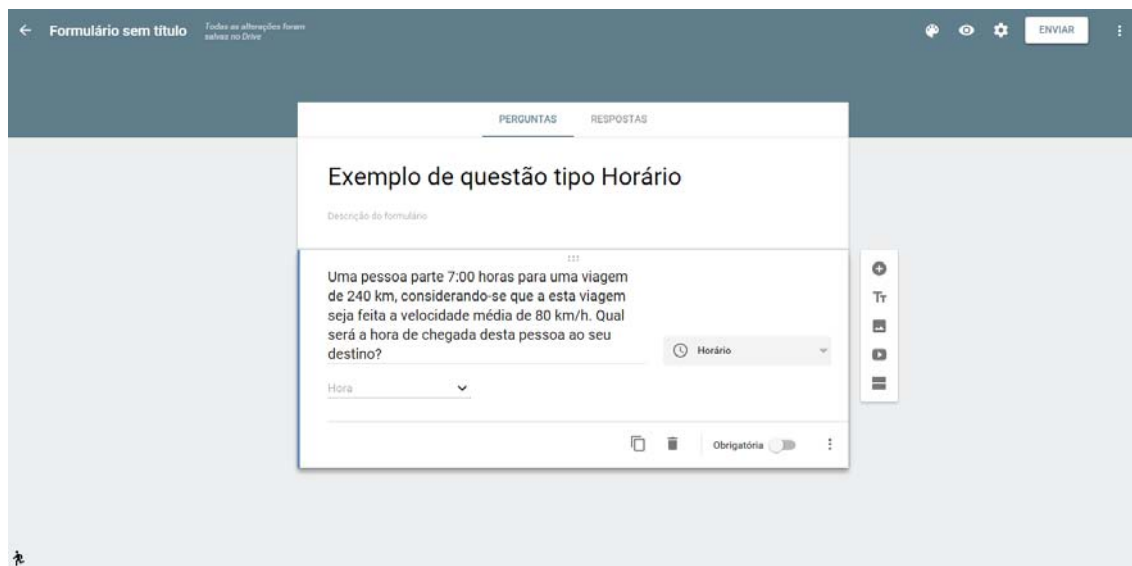 Formulário sem título
Todas as alterações foram
salvas no Drive
ENVIAR
PERGUNTAS RESPOSTAS
Exemplo de questão tipo Horário
Descrição do formulário
Uma pessoa parte 7:00 horas para uma viagem
de 240 km, considerando-se que a esta viagem
seja feita a velocidade média de 80 km/h. Qual
será a hora de chegada desta pessoa ao seu
destino?
Horário
Hora
Obrigatória
Tт